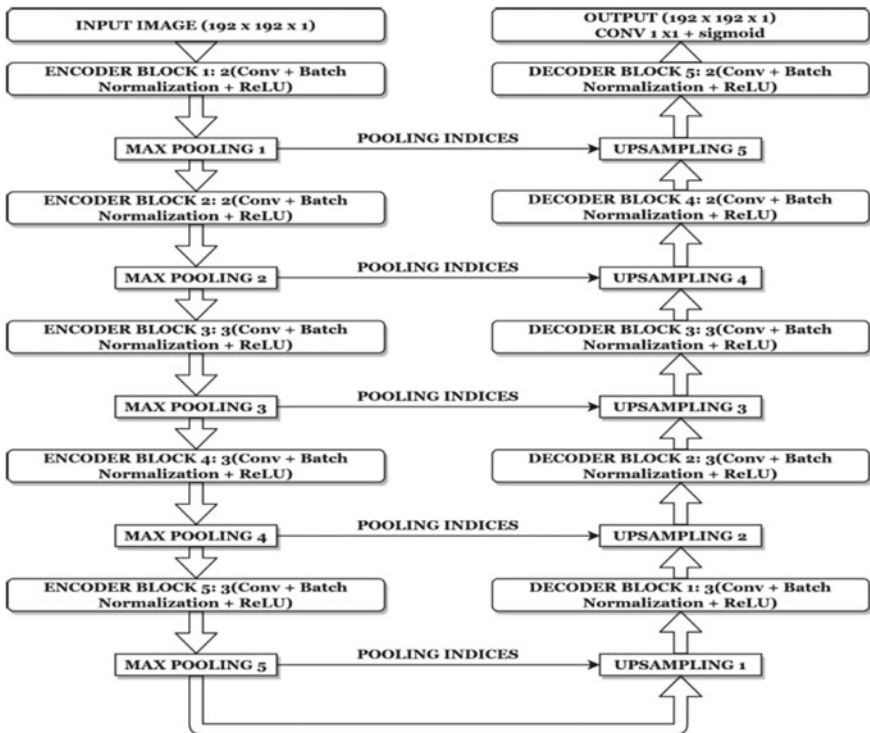 INPUT IMAGE (192 x 192 x 1)
ENCODER BLOCK 1: 2(Conv + Batch
Normalization + ReLU)
MAX POOLING 1
POOLING INDICES
ENCODER BLOCK 2: 2(Conv + Batch
Normalization + ReLU)
MAX POOLING 2
POOLING INDICES
ENCODER BLOCK 3: 3(Conv + Batch
Normalization + ReLU)
MAX POOLING 3
POOLING INDICES
ENCODER BLOCK 4: 3(Conv + Batch
Normalization + ReLU)
MAX POOLING 4
POOLING INDICES
ENCODER BLOCK 5: 3(Conv + Batch
Normalization + ReLU)
MAX POOLING 5
POOLING INDICES
UPSAMPLING 1
DECODER BLOCK 1: 3(Conv + Batch
Normalization + ReLU)
UPSAMPLING 2
DECODER BLOCK 2: 3(Conv + Batch
Normalization + ReLU)
UPSAMPLING 3
DECODER BLOCK 3: 3(Conv + Batch
Normalization + ReLU)
UPSAMPLING 4
DECODER BLOCK 4: 2(Conv + Batch
Normalization + ReLU)
UPSAMPLING 5
DECODER BLOCK 5: 2(Conv + Batch
Normalization + ReLU)
OUTPUT (192 x 192 x 1)
CONV 1 x1 + sigmoid